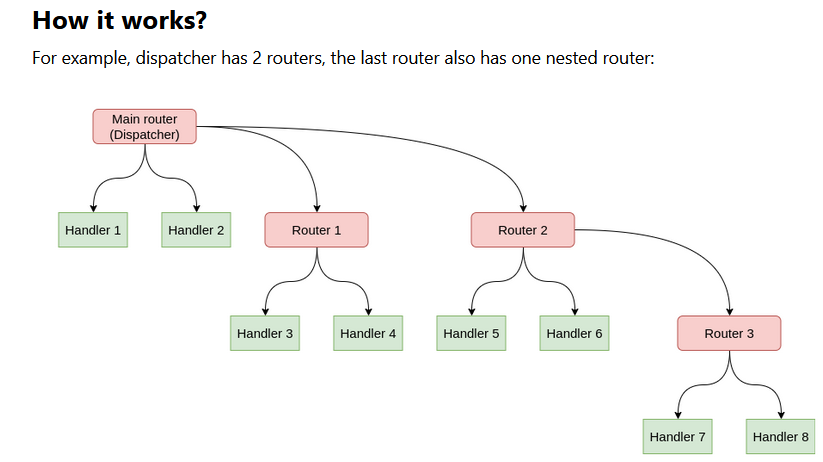 How it works?
For example, dispatcher has 2 routers, the last router also has one nested router:
Main router
(Dispatcher)
Handler 1
Handler 2
Router 1
Router 2
Handler 3
Handler 4
Handler 5
Handler 6
Router 3
Handler 7
Handler 8